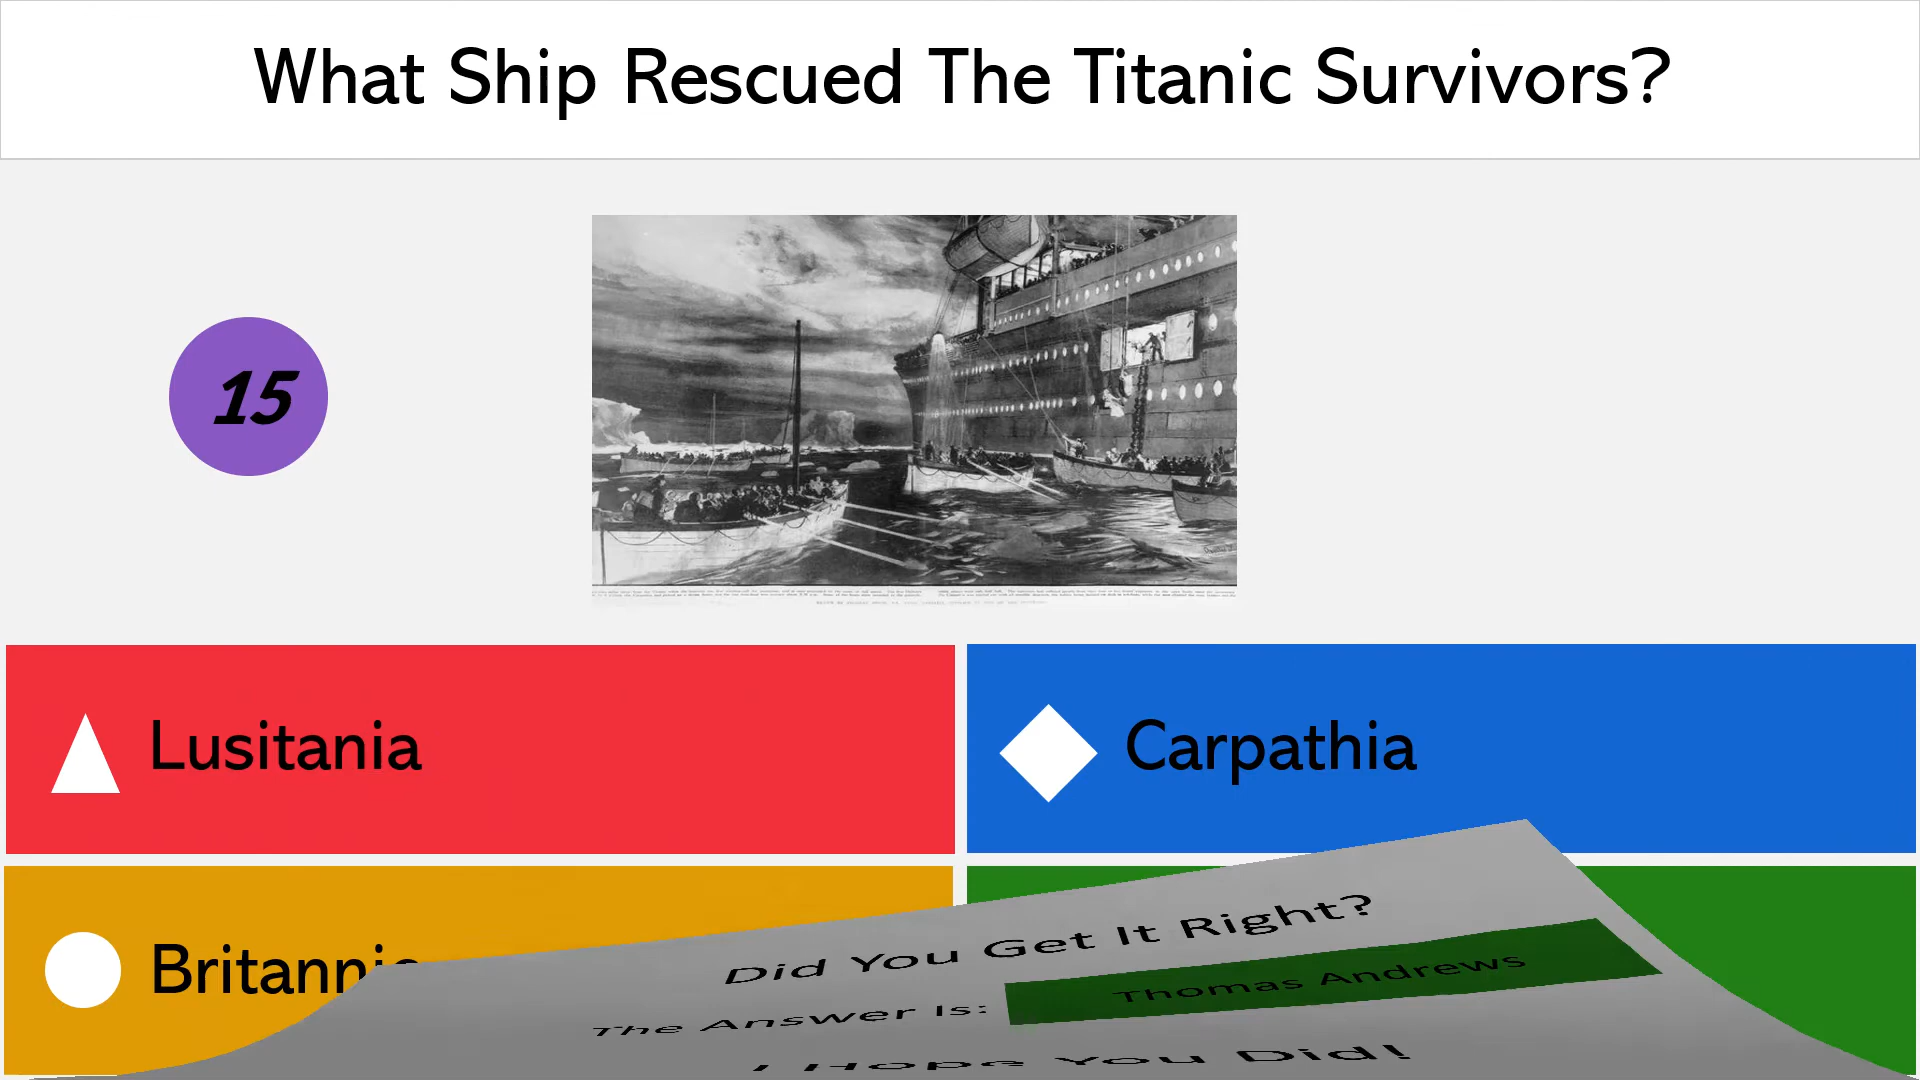 What Ship Rescued The Titanic Survivors?
15
Lusitania
Carpathia
Britannic
Did You Get It Right?
The Answer Is: Thomas Andrews
I Hope You Did!